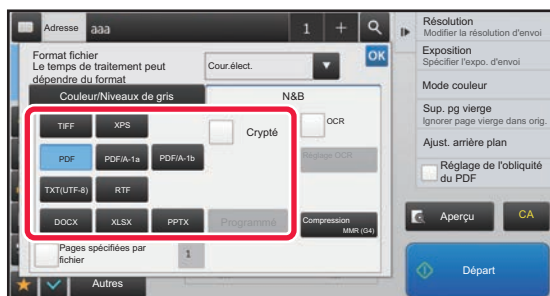 Adresse aaa 1 +
Format fichier
Le temps de traitement peut
dépendre du format
Cour.élect.
OK
Couleur/Niveaux de gris
N&B
TIFF XPS
Crypté
OCR
PDF PDF/A-1a PDF/A-1b
Réglage OCR
TXT(UTF-8) RTF
DOCX XLSX PPTX Programmé
Compression
MMR (G4)
Pages spécifiées par
fichier
1
Autres
Résolution
Modifier la résolution d'envoi
Exposition
Spécifier l'expo. d'envoi
Mode couleur
Sup. pg vierge
Ignorer page vierge dans orig.
Ajust. arrière plan
Réglage de l'obliquité
du PDF
Aperçu CA
Départ